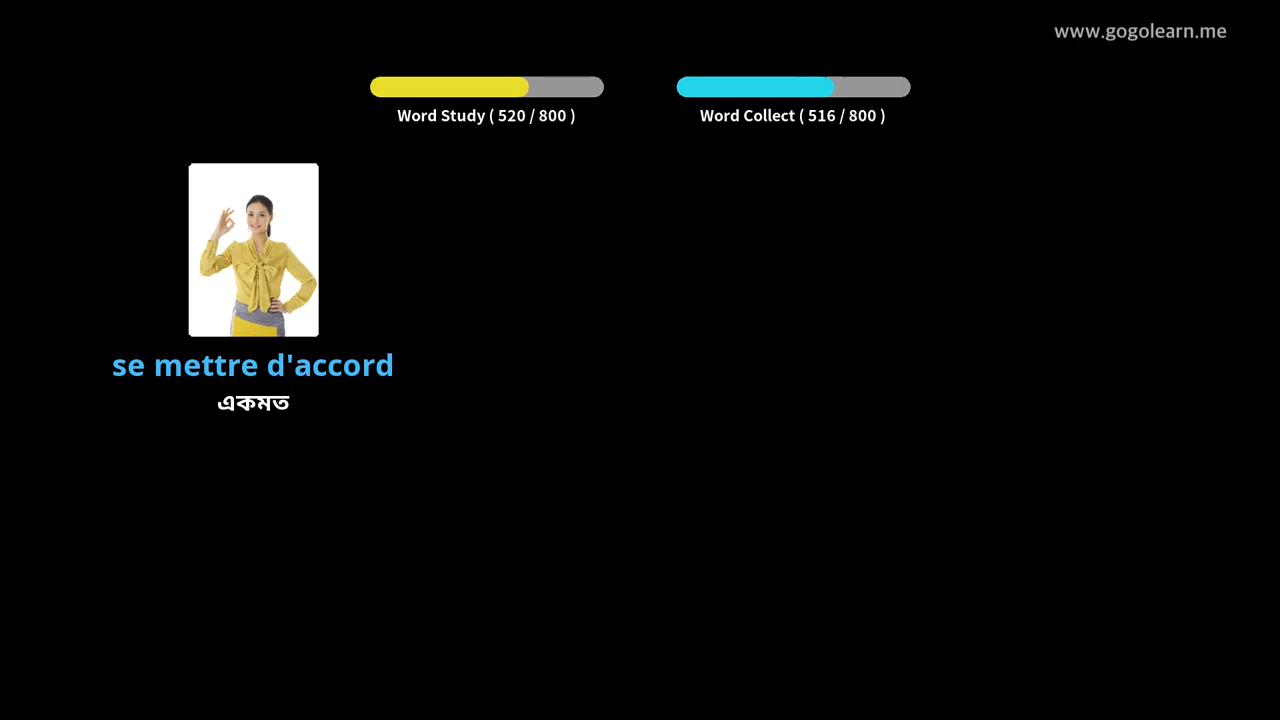 www.gogolearn.me
Word Study ( 520 / 800 )
Word Collect ( 516 / 800 )
se mettre d'accord
একমত